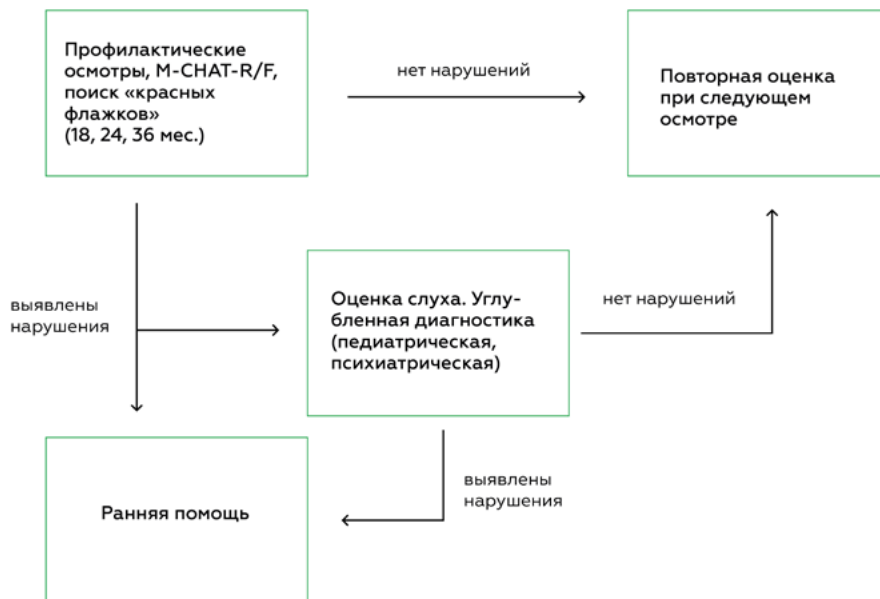 Профилактические
осмотры, M-CHAT-R/F,
поиск «красных
флажков»
(18, 24, 36 мес.)
нет нарушений
Повторная оценка
при следующем
осмотре
выявлены
нарушения
Оценка слуха. Углу-
бленная диагностика
(педиатрическая,
психиатрическая)
нет нарушений
выявлены
нарушения
Ранняя помощь